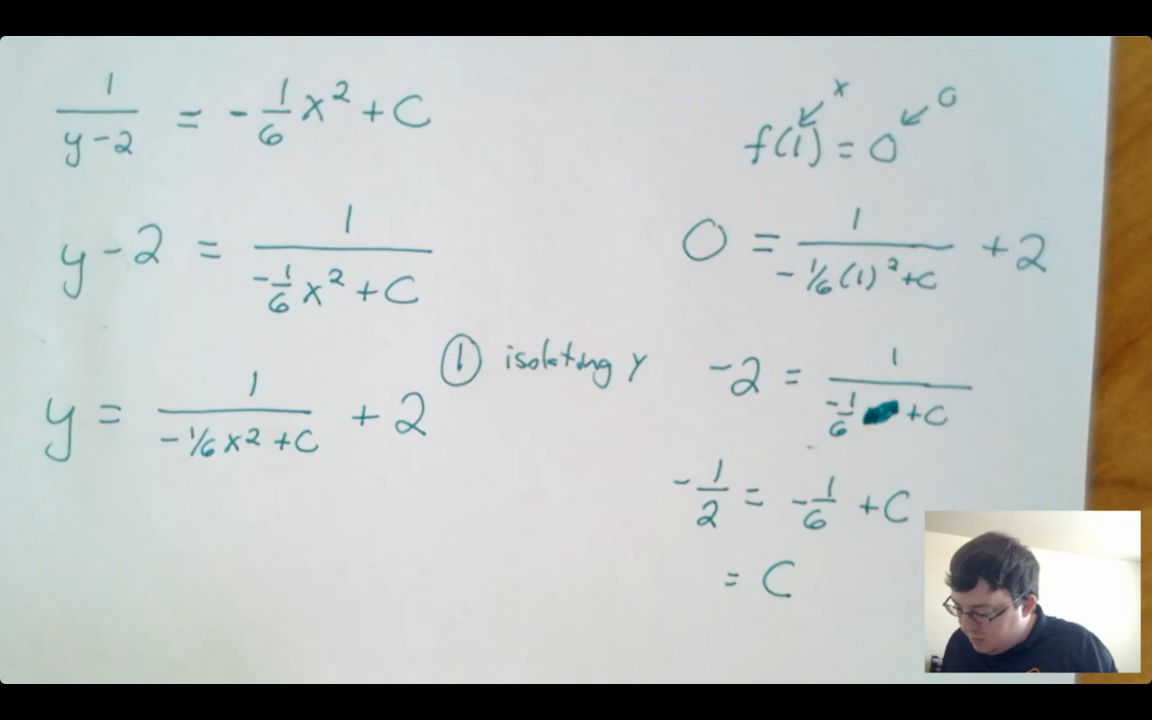 1/(y-2) = -1/6 x² + C
y-2 = 1/(-1/6 x² + C)
① isolating y
y = 1/(-1/6 x² + C) + 2
x
0
f(1) = 0
0 = 1/(-1/6 (1)² + C) + 2
-2 = 1/(-1/6 + C)
-1/2 = -1/6 + C
= C